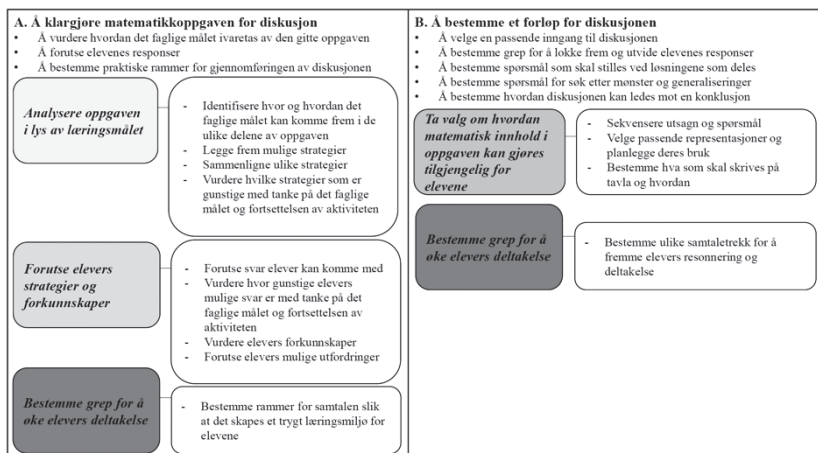 A. Å klargjøre matematikkoppgaven for diskusjon
• Å vurdere hvordan det faglige målet ivaretas av den gitte oppgaven
• Å forutse elevenes responser
• Å bestemme praktiske rammer for gjennomføringen av diskusjonen
Analysere oppgaven
i lys av læringsmålet
- Identifisere hvor og hvordan det
faglige målet kan komme frem i de
ulike delene av oppgaven
- Legge frem mulige strategier
- Sammenligne ulike strategier
- Vurdere hvilke strategier som er
gunstige med tanke på det faglige
målet og fortsettelsen av aktiviteten
Forutse elevers
strategier og
forkunnskaper
- Forutse svar elever kan komme med
- Vurdere hvor gunstige elevers
mulige svar er med tanke på det
faglige målet og fortsettelsen av
aktiviteten
- Vurdere elevers forkunnskaper
- Forutse elevers mulige utfordringer
Bestemme grep for å
øke elevers deltakelse
- Bestemme rammer for samtalen slik
at det skapes et trygt læringsmiljø for
elevene
B. Å bestemme et forløp for diskusjonen
• Å velge en passende inngang til diskusjonen
• Å bestemme grep for å lokke frem og utvide elevenes responser
• Å bestemme spørsmål som skal stilles ved løsningene som deles
• Å bestemme spørsmål for søk etter mønster og generaliseringer
• Å bestemme hvordan diskusjonen kan ledes mot en konklusjon
Ta valg om hvordan
matematisk innhold i
oppgaven kan gjøres
tilgjengelig for
elevene
- Sekvensere utsagn og spørsmål
- Velge passende representasjoner og
planlegge deres bruk
- Bestemme hva som skal skrives på
tavla og hvordan
Bestemme grep for å
øke elevers deltakelse
- Bestemme ulike samtaletrekk for å
fremme elevers resonnering og
deltakelse